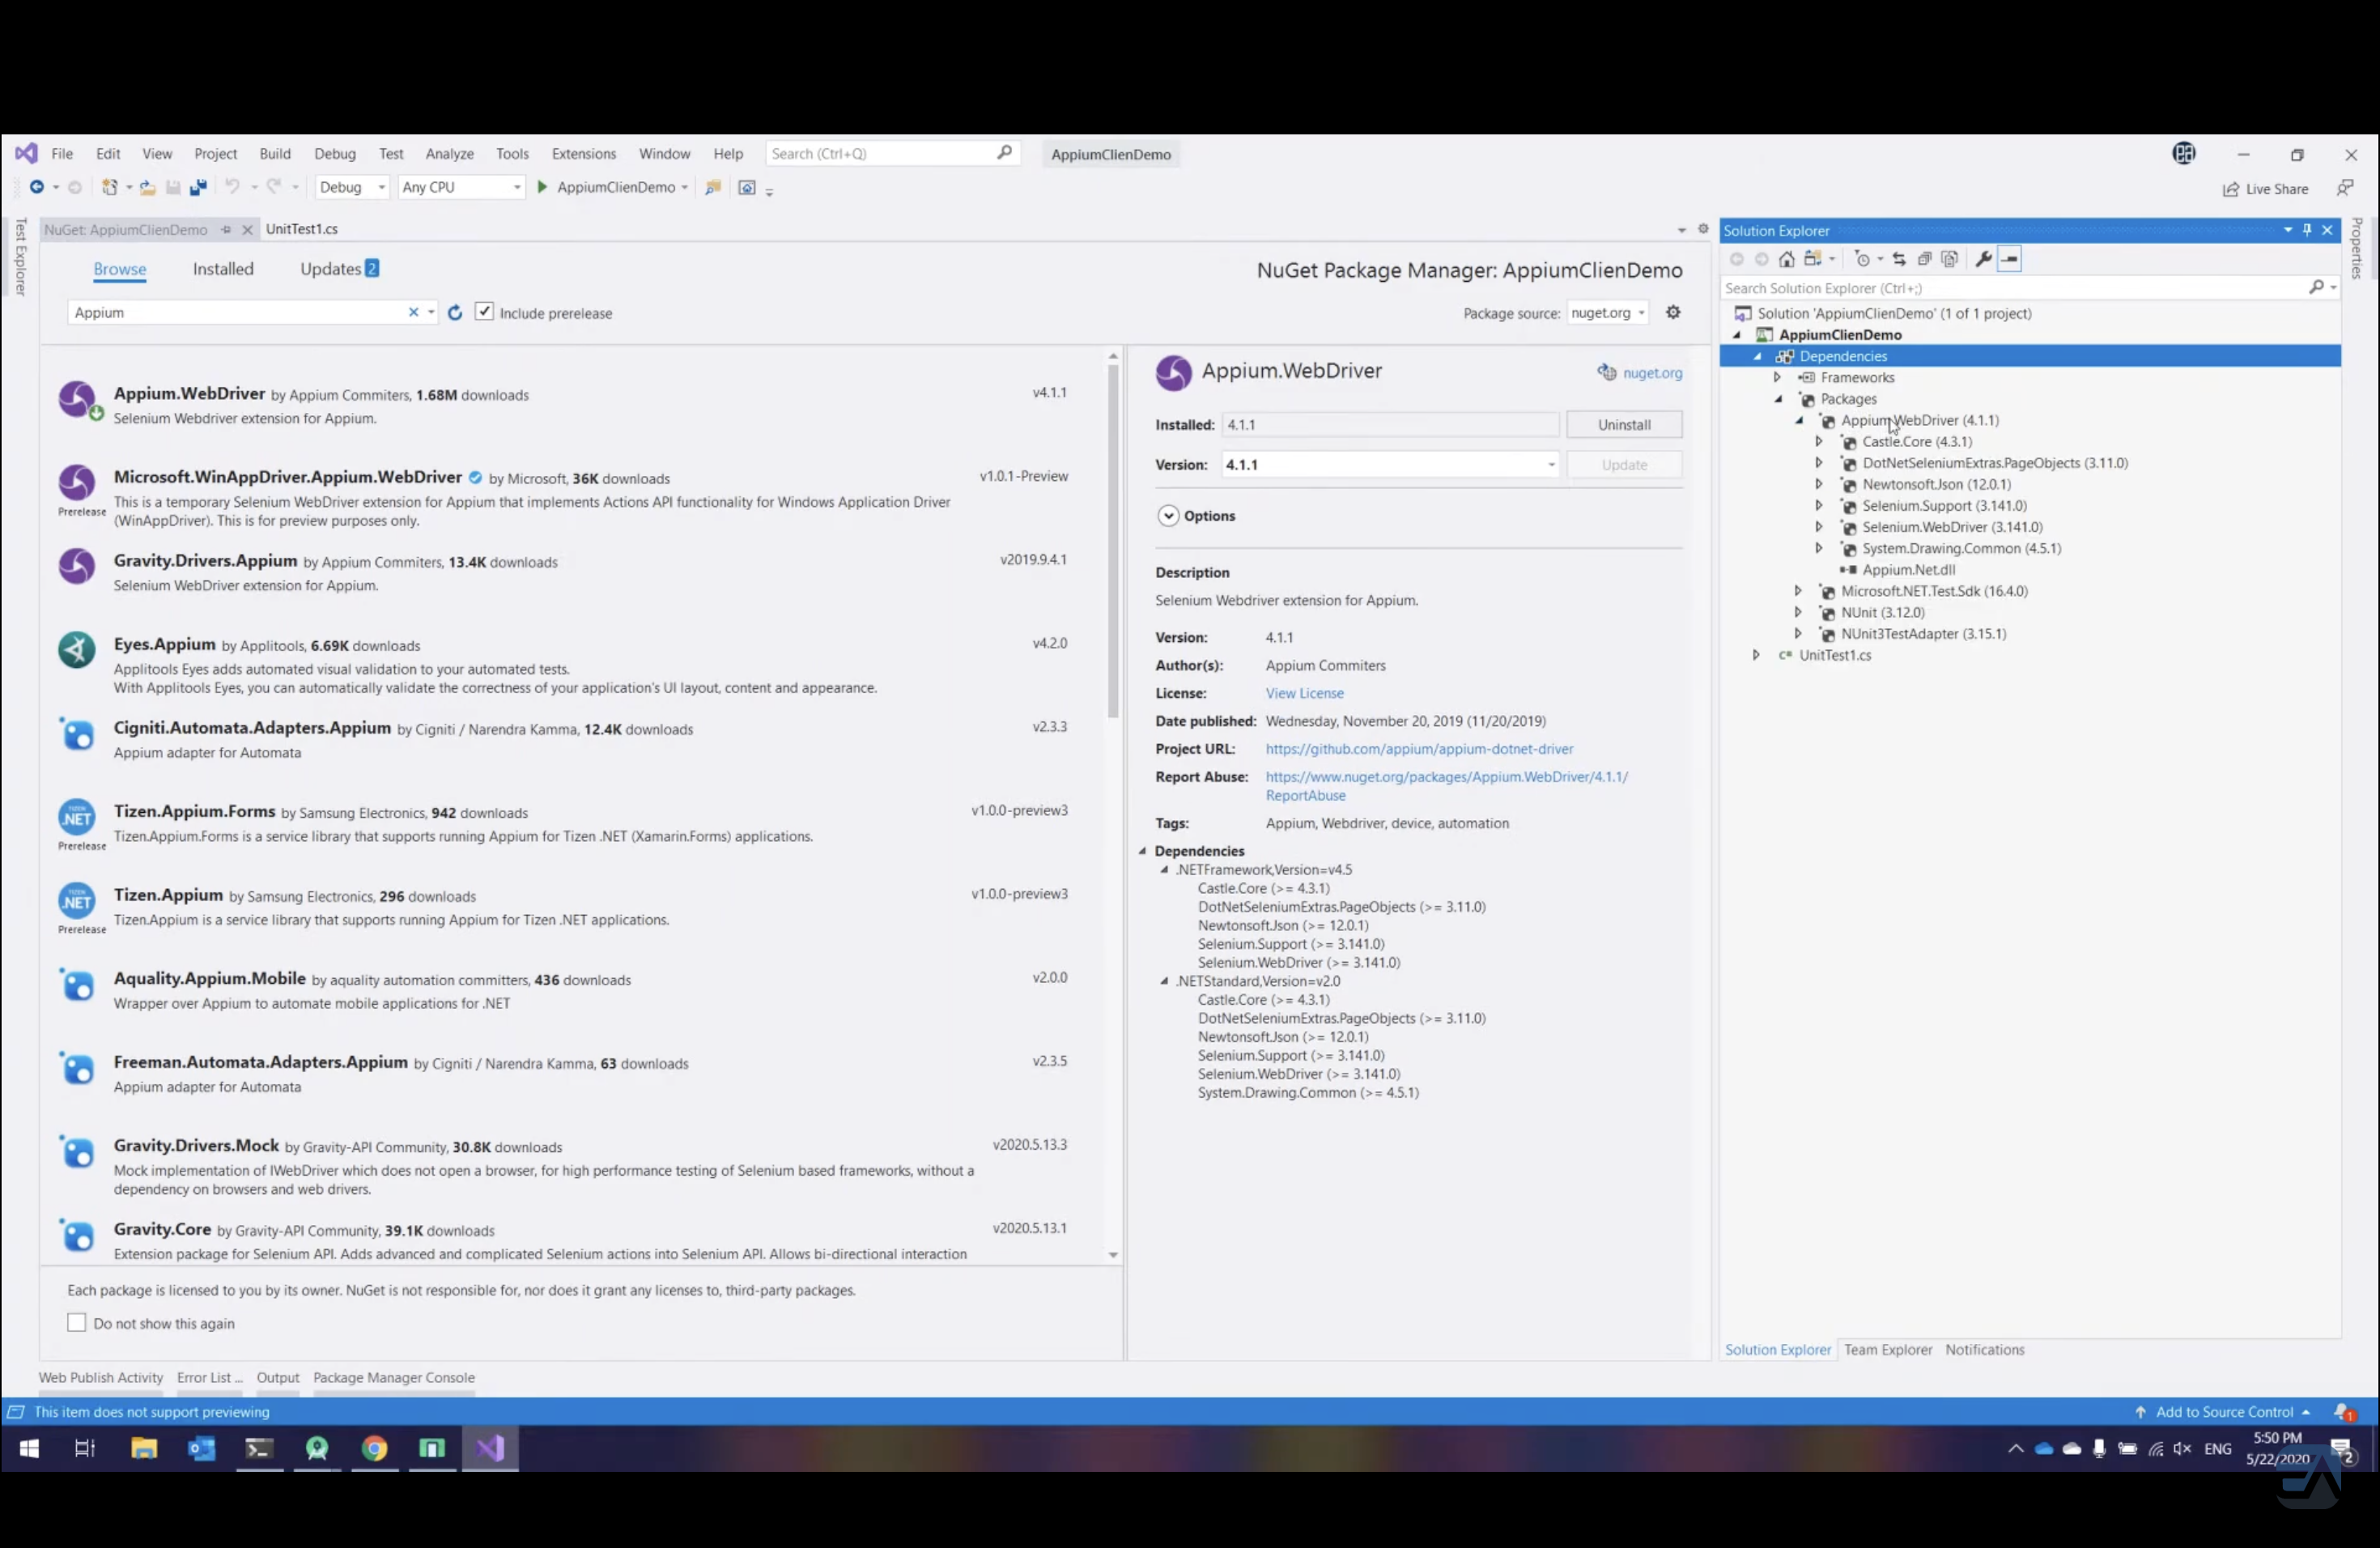 File Edit View Project Build Debug Test Analyze Tools Extensions Window Help Search (Ctrl+Q) AppiumClienDemo
Debug Any CPU AppiumClienDemo Live Share
Test Explorer
NuGet: AppiumClienDemo UnitTest1.cs
Browse Installed Updates 2
NuGet Package Manager: AppiumClienDemo
Appium Include prerelease
Package source: nuget.org
Appium.WebDriver by Appium Commiters, 1.68M downloads v4.1.1
Selenium Webdriver extension for Appium.
Microsoft.WinAppDriver.Appium.WebDriver by Microsoft, 36K downloads v1.0.1-Preview
Prerelease
This is a temporary Selenium WebDriver extension for Appium that implements Actions API functionality for Windows Application Driver
(WinAppDriver). This is for preview purposes only.
Gravity.Drivers.Appium by Appium Commiters, 13.4K downloads v2019.9.4.1
Selenium WebDriver extension for Appium.
Eyes.Appium by Applitools, 6.69K downloads v4.2.0
Applitools Eyes adds automated visual validation to your automated tests.
With Applitools Eyes, you can automatically validate the correctness of your application's UI layout, content and appearance.
Cigniti.Automata.Adapters.Appium by Cigniti / Narendra Kamma, 12.4K downloads v2.3.3
Appium adapter for Automata
.NET
Tizen.Appium.Forms by Samsung Electronics, 942 downloads v1.0.0-preview3
Prerelease
Tizen.Appium.Forms is a service library that supports running Appium for Tizen .NET (Xamarin.Forms) applications.
.NET
Tizen.Appium by Samsung Electronics, 296 downloads v1.0.0-preview3
Prerelease
Tizen.Appium is a service library that supports running Appium for Tizen .NET applications.
Aquality.Appium.Mobile by aquality automation committers, 436 downloads v2.0.0
Wrapper over Appium to automate mobile applications for .NET
Freeman.Automata.Adapters.Appium by Cigniti / Narendra Kamma, 63 downloads v2.3.5
Appium adapter for Automata
Gravity.Drivers.Mock by Gravity-API Community, 30.8K downloads v2020.5.13.3
Mock implementation of IWebDriver which does not open a browser, for high performance testing of Selenium based frameworks, without a
dependency on browsers and web drivers.
Gravity.Core by Gravity-API Community, 39.1K downloads v2020.5.13.1
Extension package for Selenium API. Adds advanced and complicated Selenium actions into Selenium API. Allows bi-directional interaction
Each package is licensed to you by its owner. NuGet is not responsible for, nor does it grant any licenses to, third-party packages.
Do not show this again
Appium.WebDriver nuget.org
Installed: 4.1.1 Uninstall
Version: 4.1.1 Update
Options
Description
Selenium Webdriver extension for Appium.
Version: 4.1.1
Author(s): Appium Commiters
License: View License
Date published: Wednesday, November 20, 2019 (11/20/2019)
Project URL: https://github.com/appium/appium-dotnet-driver
Report Abuse: https://www.nuget.org/packages/Appium.WebDriver/4.1.1/
ReportAbuse
Tags: Appium, Webdriver, device, automation
Dependencies
.NETFramework,Version=v4.5
Castle.Core (>= 4.3.1)
DotNetSeleniumExtras.PageObjects (>= 3.11.0)
Newtonsoft.Json (>= 12.0.1)
Selenium.Support (>= 3.141.0)
Selenium.WebDriver (>= 3.141.0)
.NETStandard,Version=v2.0
Castle.Core (>= 4.3.1)
DotNetSeleniumExtras.PageObjects (>= 3.11.0)
Newtonsoft.Json (>= 12.0.1)
Selenium.Support (>= 3.141.0)
Selenium.WebDriver (>= 3.141.0)
System.Drawing.Common (>= 4.5.1)
Solution Explorer
Search Solution Explorer (Ctrl+;)
Solution 'AppiumClienDemo' (1 of 1 project)
AppiumClienDemo
Dependencies
Frameworks
Packages
Appium.WebDriver (4.1.1)
Castle.Core (4.3.1)
DotNetSeleniumExtras.PageObjects (3.11.0)
Newtonsoft.Json (12.0.1)
Selenium.Support (3.141.0)
Selenium.WebDriver (3.141.0)
System.Drawing.Common (4.5.1)
Appium.Net.dll
Microsoft.NET.Test.Sdk (16.4.0)
NUnit (3.12.0)
NUnit3TestAdapter (3.15.1)
C# UnitTest1.cs
Solution Explorer Team Explorer Notifications
Properties
Web Publish Activity Error List ... Output Package Manager Console
This item does not support previewing Add to Source Control 1
ENG 5:50 PM
5/22/2020 2
EA